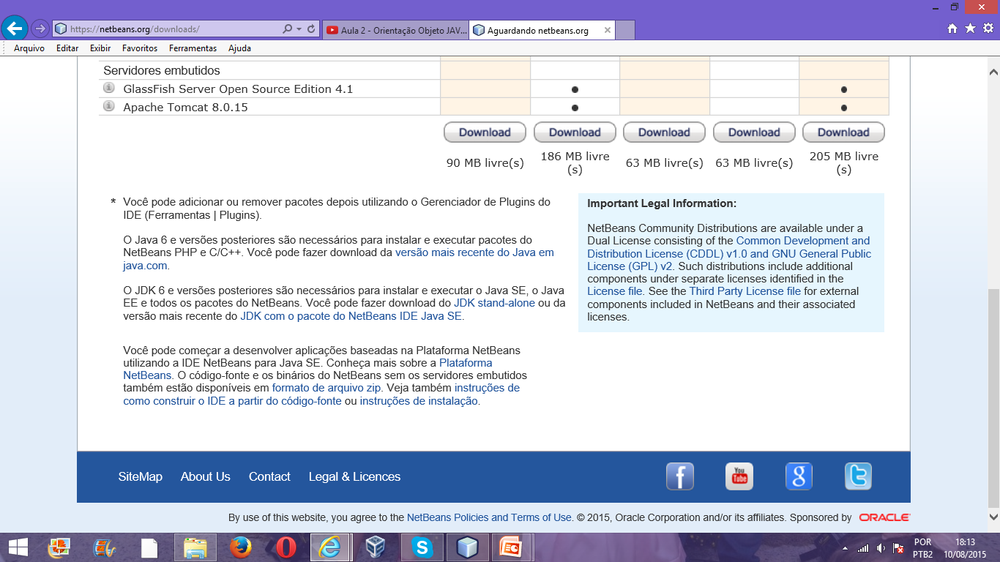 https://netbeans.org/downloads/
Aula 2 - Orientação Objeto JAV...
Aguardando netbeans.org
Arquivo Editar Exibir Favoritos Ferramentas Ajuda
Servidores embutidos
GlassFish Server Open Source Edition 4.1
Apache Tomcat 8.0.15
Download Download Download Download Download
90 MB livre(s) 186 MB livre(s) 63 MB livre(s) 63 MB livre(s) 205 MB livre(s)
* Você pode adicionar ou remover pacotes depois utilizando o Gerenciador de Plugins do
IDE (Ferramentas | Plugins).
O Java 6 e versões posteriores são necessários para instalar e executar pacotes do
NetBeans PHP e C/C++. Você pode fazer download da versão mais recente do Java em
java.com.
O JDK 6 e versões posteriores são necessários para instalar e executar o Java SE, o Java
EE e todos os pacotes do NetBeans. Você pode fazer download do JDK stand-alone ou da
versão mais recente do JDK com o pacote do NetBeans IDE Java SE.
Você pode começar a desenvolver aplicações baseadas na Plataforma NetBeans
utilizando a IDE NetBeans para Java SE. Conheça mais sobre a Plataforma
NetBeans. O código-fonte e os binários do NetBeans sem os servidores embutidos
também estão disponíveis em formato de arquivo zip. Veja também instruções de
como construir o IDE a partir do código-fonte ou instruções de instalação.
Important Legal Information:
NetBeans Community Distributions are available under a
Dual License consisting of the Common Development and
Distribution License (CDDL) v1.0 and GNU General Public
License (GPL) v2. Such distributions include additional
components under separate licenses identified in the
License file. See the Third Party License file for external
components included in NetBeans and their associated
licenses.
SiteMap About Us Contact Legal & Licences
You Tube
By use of this website, you agree to the NetBeans Policies and Terms of Use. © 2015, Oracle Corporation and/or its affiliates. Sponsored by ORACLE
POR
PTB2
18:13
10/08/2015